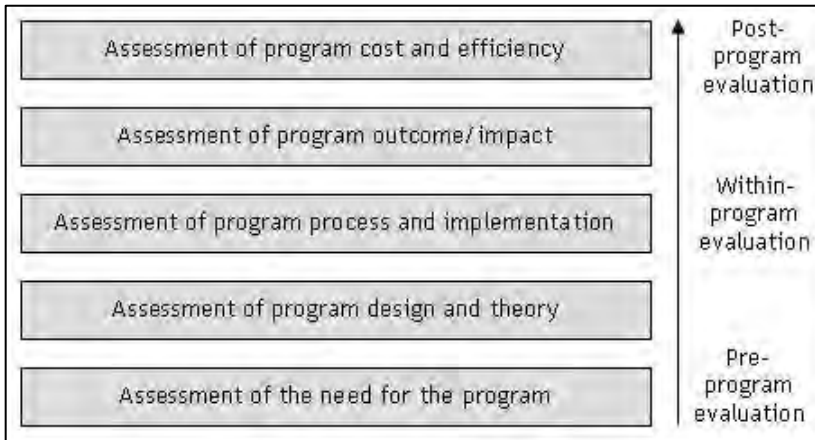 Assessment of program cost and efficiency
Assessment of program outcome/impact
Assessment of program process and implementation
Assessment of program design and theory
Assessment of the need for the program
Post-
program
evaluation
Within-
program
evaluation
Pre-
program
evaluation